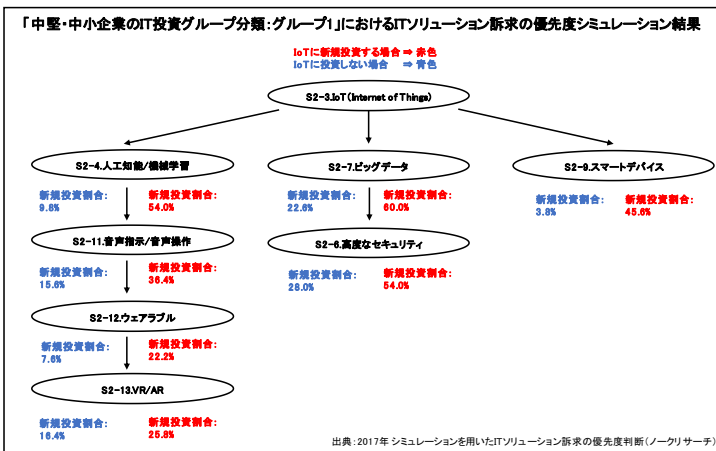 「中堅・中小企業のIT投資グループ分類:グループ1」におけるITソリューション訴求の優先度シミュレーション結果
IoTに新規投資する場合 ⇒ 赤色
IoTに投資しない場合 ⇒ 青色
S2-3.IoT(Internet of Things)
S2-4.人工知能/機械学習
S2-7.ビッグデータ
S2-9.スマートデバイス
新規投資割合:
9.8%
新規投資割合:
54.0%
新規投資割合:
22.6%
新規投資割合:
60.0%
新規投資割合:
3.8%
新規投資割合:
45.6%
S2-11.音声指示/音声操作
S2-6.高度なセキュリティ
新規投資割合:
15.6%
新規投資割合:
36.4%
新規投資割合:
28.0%
新規投資割合:
54.0%
S2-12.ウェアラブル
新規投資割合:
7.6%
新規投資割合:
22.2%
S2-13.VR/AR
新規投資割合:
16.4%
新規投資割合:
25.8%
出典:2017年 シミュレーションを用いたITソリューション訴求の優先度判断(ノークリサーチ)